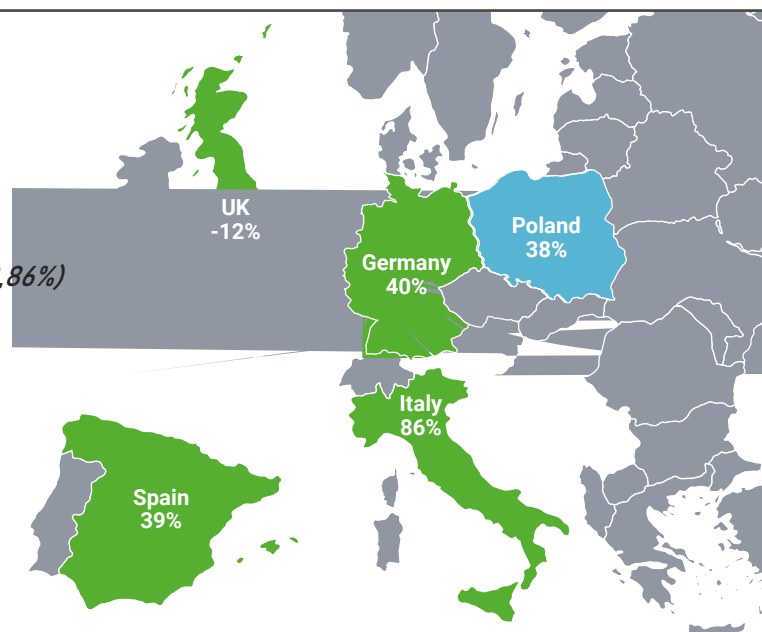 UK
-12%
,86%)
Poland
38%
Germany
40%
Italy
86%
Spain
39%